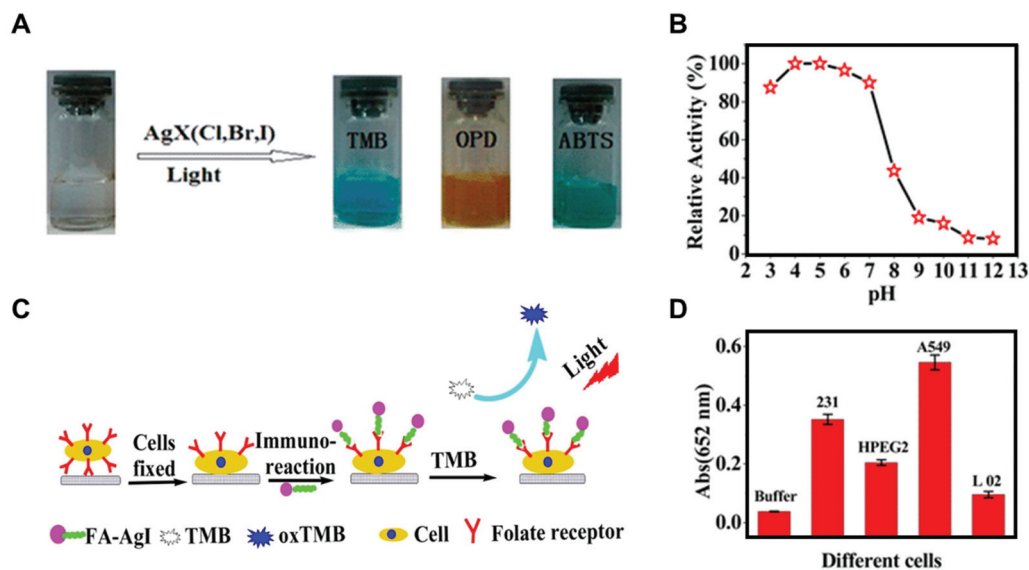 A
AgX(Cl,Br,I)
Light
TMB
OPD
ABTS
B
Relative Activity (%)
100
80
60
40
20
0
2 3 4 5 6 7 8 9 10 11 12 13
pH
C
Light
Cells
fixed
Immuno-
reaction
TMB
FA-AgI
TMB
oxTMB
Cell
Folate receptor
D
Abs(652 nm)
0.6
0.4
0.2
0.0
Buffer
231
HPEG2
A549
L 02
Different cells